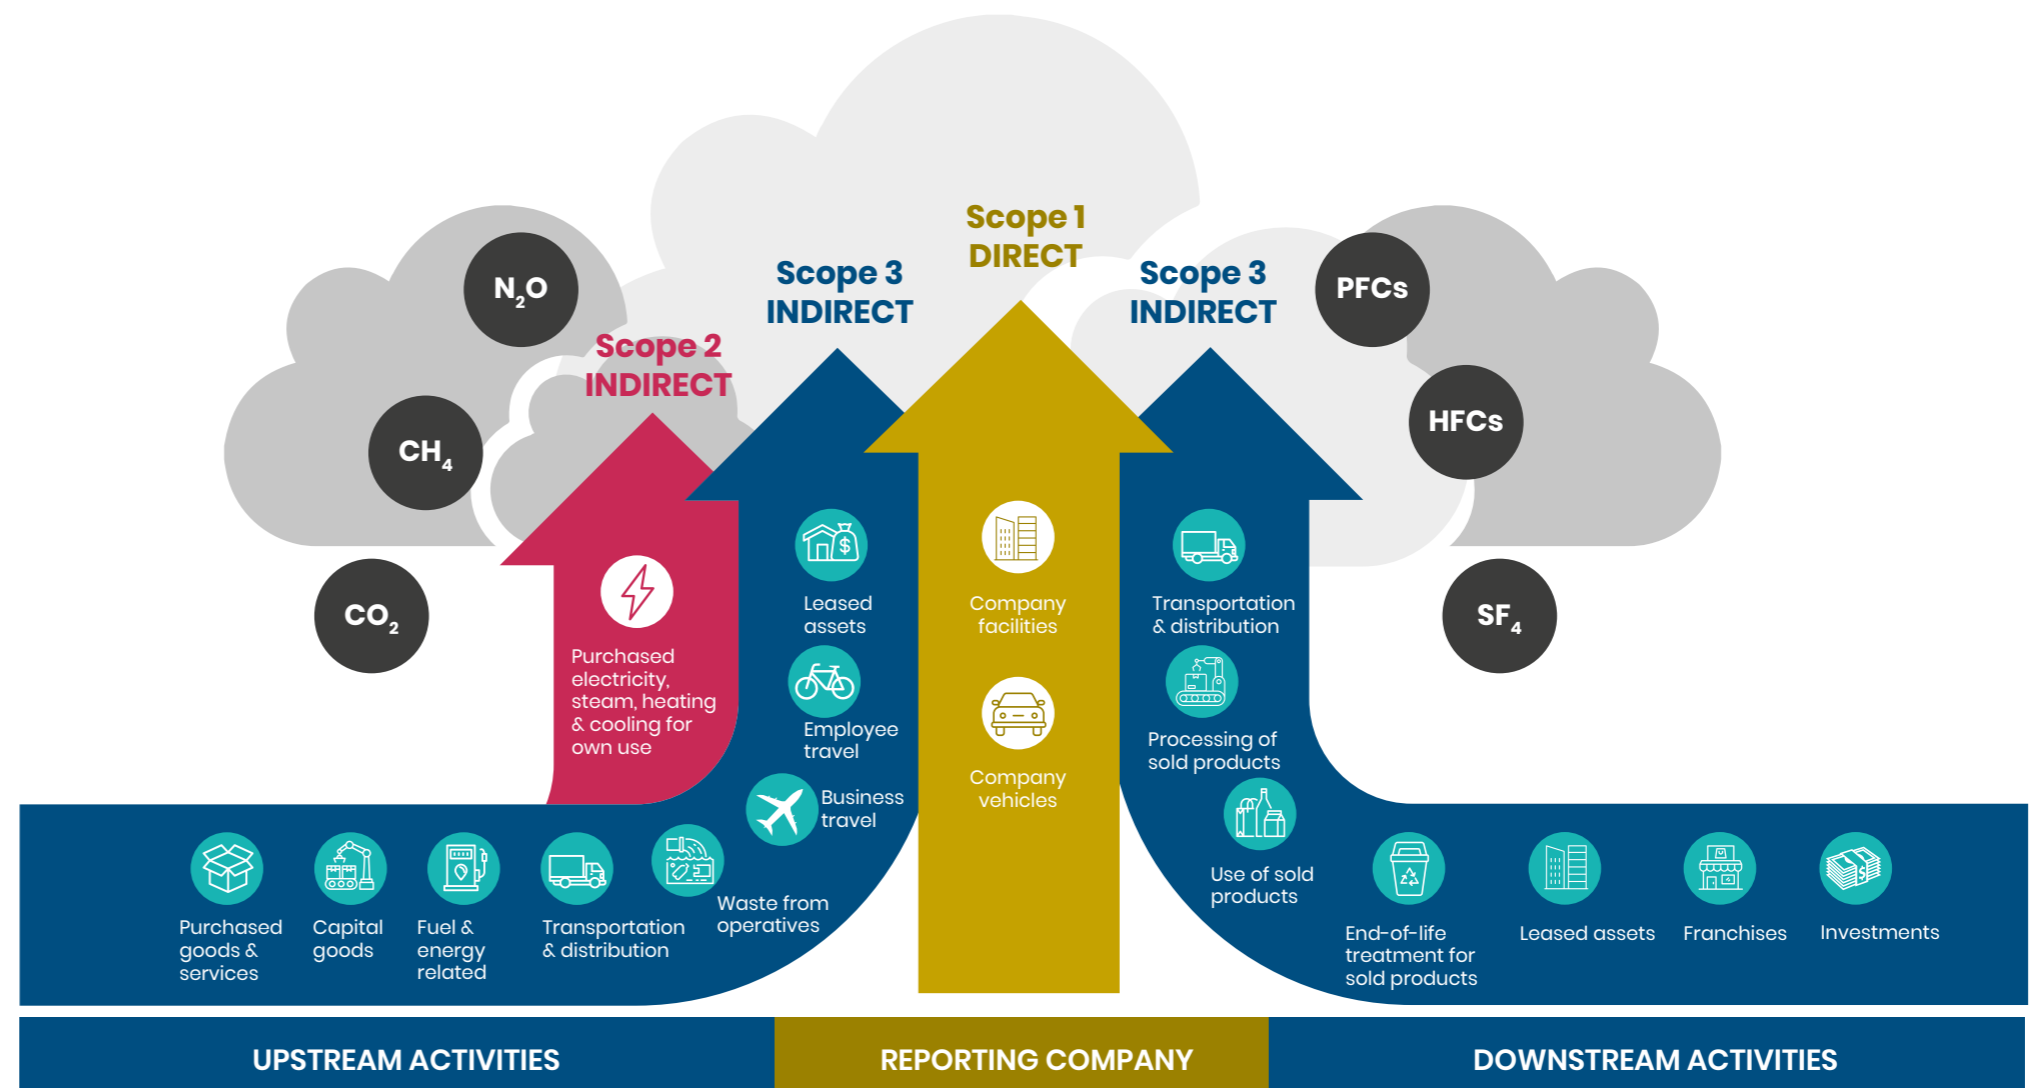 Scope 1
DIRECT
Scope 3
INDIRECT
Scope 3
INDIRECT
Scope 2
INDIRECT
N₂O
CH₄
CO₂
PFCs
HFCs
SF₄
Purchased
electricity,
steam, heating
& cooling for
own use
Leased
assets
Employee
travel
Business
travel
Waste from
operatives
Company
facilities
Company
vehicles
Transportation
& distribution
Processing of
sold products
Use of sold
products
Purchased
goods &
services
Capital
goods
Fuel &
energy
related
Transportation
& distribution
End-of-life
treatment for
sold products
Leased assets
Franchises
Investments
UPSTREAM ACTIVITIES
REPORTING COMPANY
DOWNSTREAM ACTIVITIES